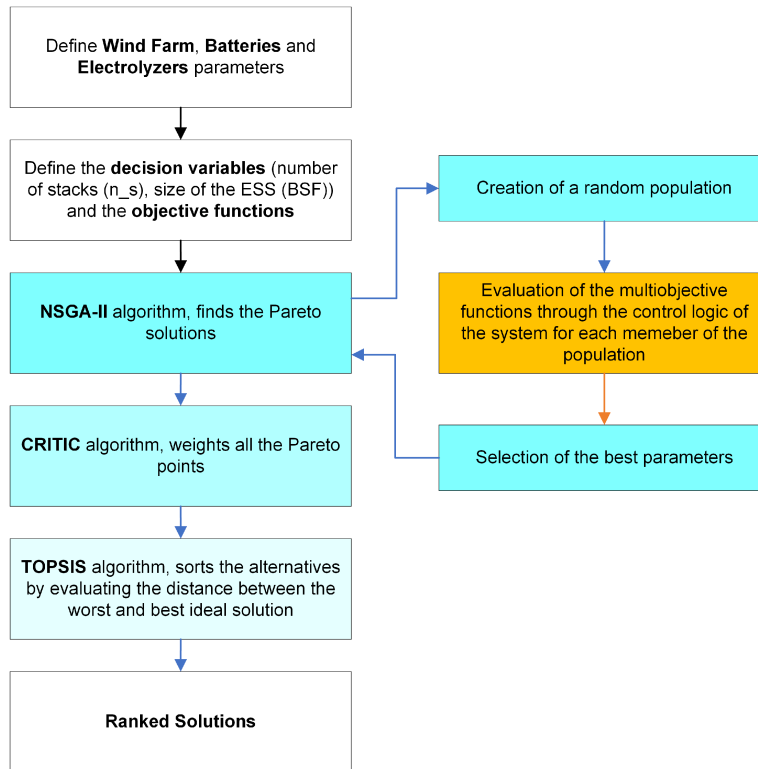 Define Wind Farm, Batteries and
Electrolyzers parameters
Define the decision variables (number
of stacks (n_s), size of the ESS (BSF))
and the objective functions
NSGA-II algorithm, finds the Pareto
solutions
CRITIC algorithm, weights all the Pareto
points
TOPSIS algorithm, sorts the alternatives
by evaluating the distance between the
worst and best ideal solution
Ranked Solutions
Creation of a random population
Evaluation of the multiobjective
functions through the control logic of
the system for each memeber of the
population
Selection of the best parameters